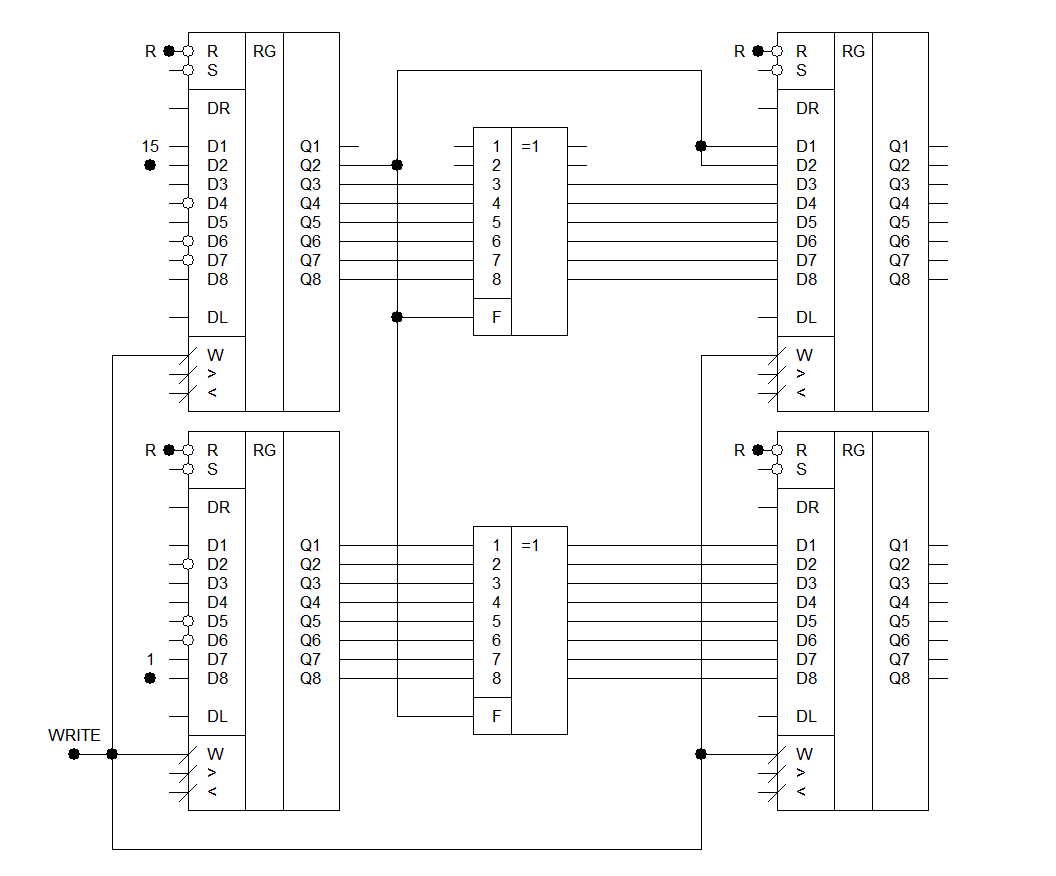 R R RG R R RG
S S
DR DR
15 D1 Q1 1 =1 D1 Q1
D2 Q2 2 D2 Q2
D3 Q3 3 D3 Q3
D4 Q4 4 D4 Q4
D5 Q5 5 D5 Q5
D6 Q6 6 D6 Q6
D7 Q7 7 D7 Q7
D8 Q8 8 D8 Q8
DL F DL
W W
> >
< <
R R RG R R RG
S S
DR DR
D1 Q1 1 =1 D1 Q1
D2 Q2 2 D2 Q2
D3 Q3 3 D3 Q3
D4 Q4 4 D4 Q4
D5 Q5 5 D5 Q5
D6 Q6 6 D6 Q6
1 D7 Q7 7 D7 Q7
D8 Q8 8 D8 Q8
DL F DL
WRITE
W W
> >
< <